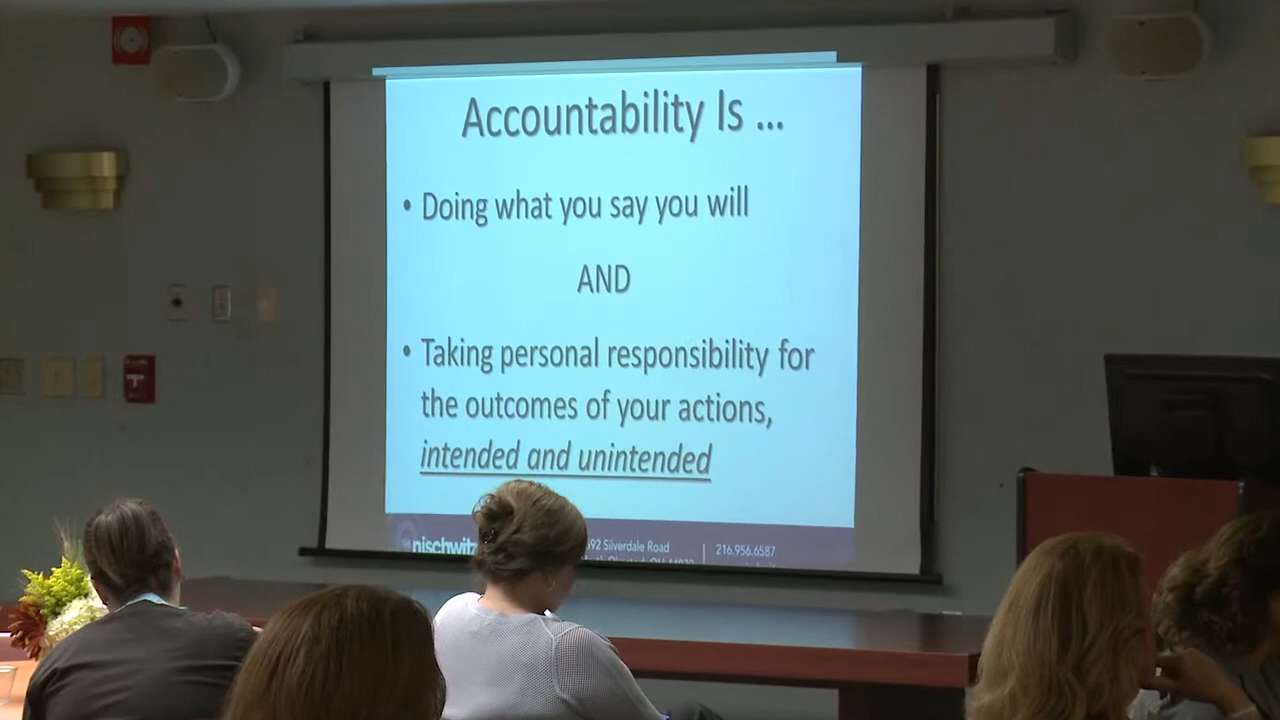 Accountability Is ...
• Doing what you say you will
AND
• Taking personal responsibility for
the outcomes of your actions,
intended and unintended
nischwitz
592 Silverdale Road
216.956.6587